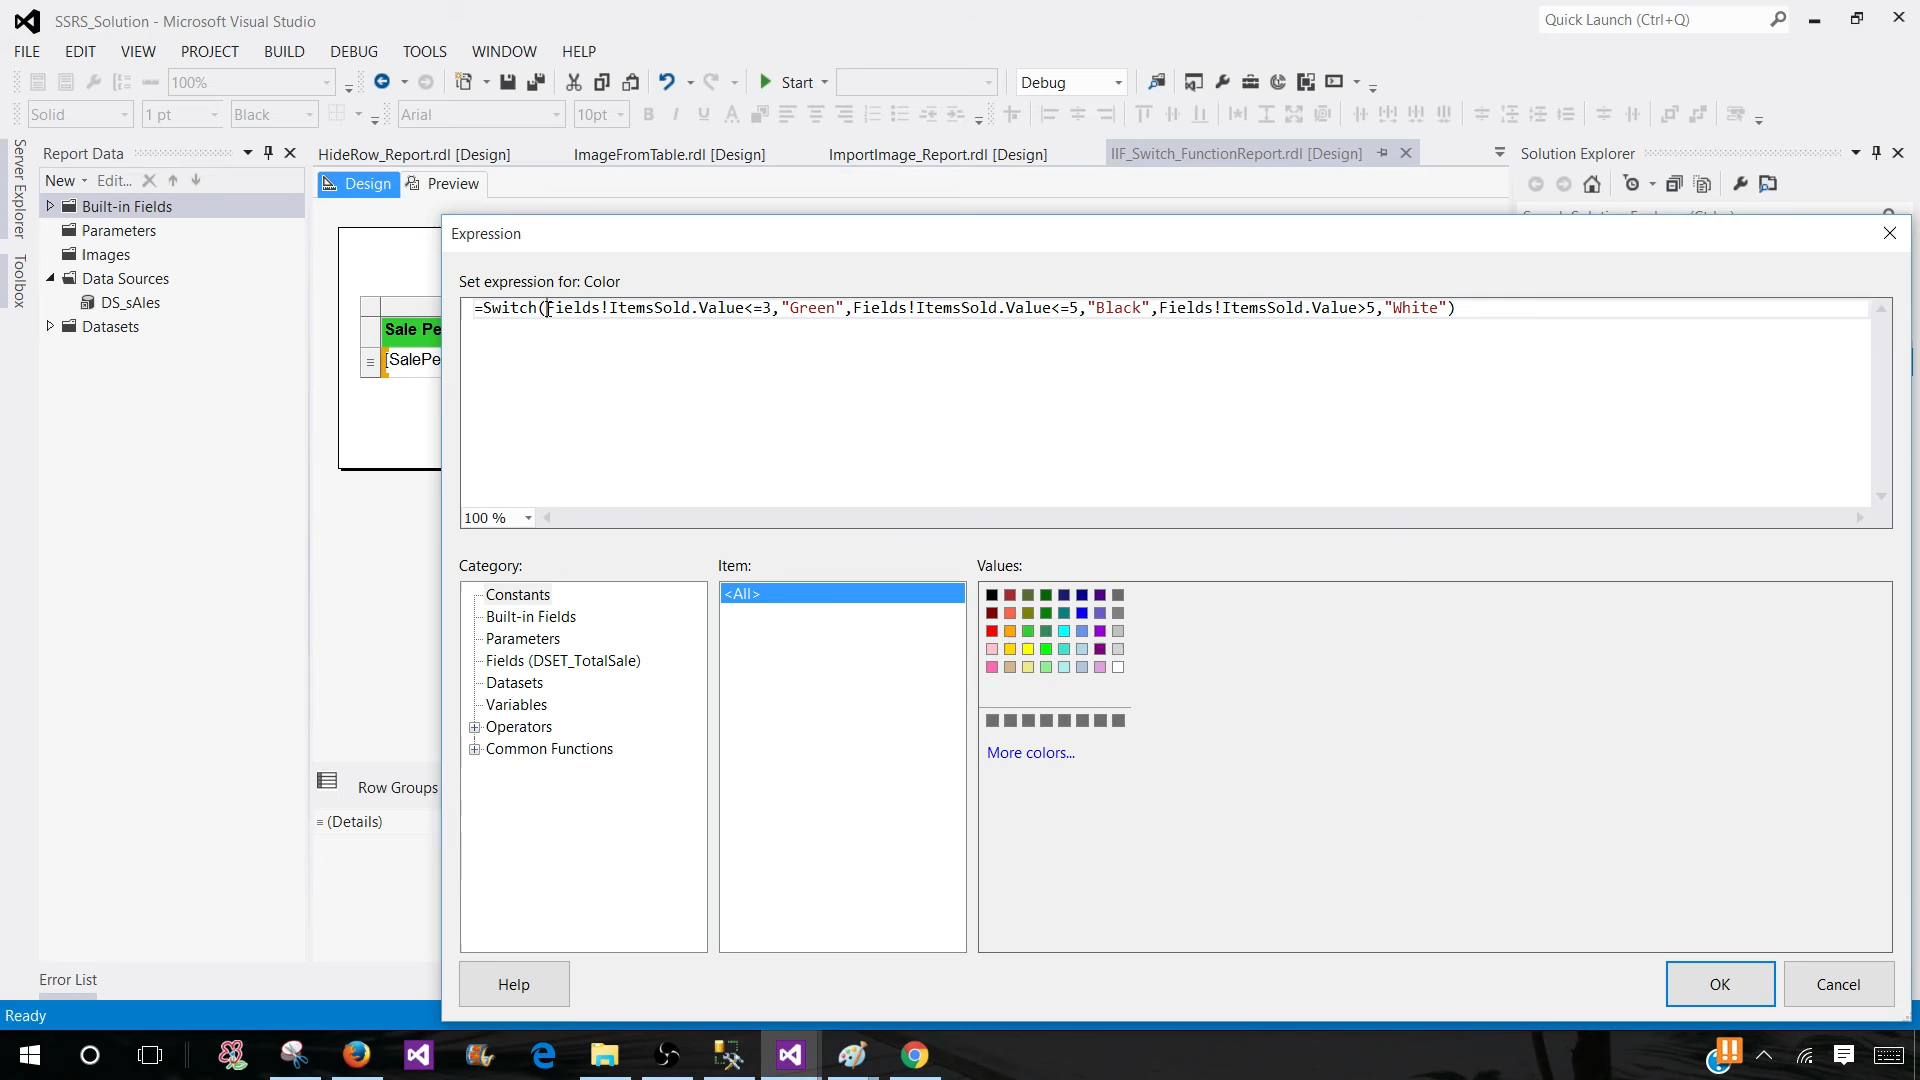 SSRS_Solution - Microsoft Visual Studio
Quick Launch (Ctrl+Q)
FILE EDIT VIEW PROJECT BUILD DEBUG TOOLS WINDOW HELP
100% Start Debug
Solid 1 pt Black Arial 10pt B I U A
Server Explorer
Toolbox
Report Data
New Edit...
Built-in Fields
Parameters
Images
Data Sources
DS_sAles
Datasets
HideRow_Report.rdl [Design] ImageFromTable.rdl [Design] ImportImage_Report.rdl [Design] IIF_Switch_FunctionReport.rdl [Design]
Design Preview
Solution Explorer
Sale Pe
[SalePe
Row Groups
(Details)
Expression
Set expression for: Color
=Switch(Fields!ItemsSold.Value<=3,"Green",Fields!ItemsSold.Value<=5,"Black",Fields!ItemsSold.Value>5,"White")
100 %
Category:
Constants
Built-in Fields
Parameters
Fields (DSET_TotalSale)
Datasets
Variables
Operators
Common Functions
Item:
<All>
Values:
More colors...
Help OK Cancel
Error List
Ready